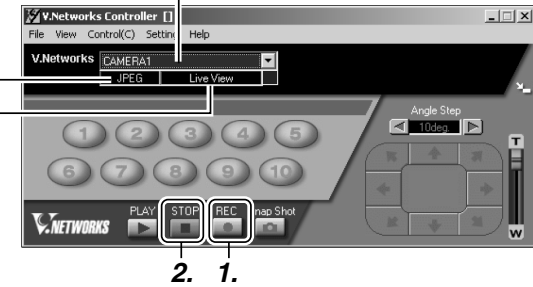 V.Networks Controller []
File View Control(C) Setting Help
V.Networks CAMERA1
JPEG Live View
Angle Step
10deg.
1 2 3 4 5
6 7 8 9 10
T
W
V.NETWORKS
PLAY STOP REC Snap Shot
2. 1.